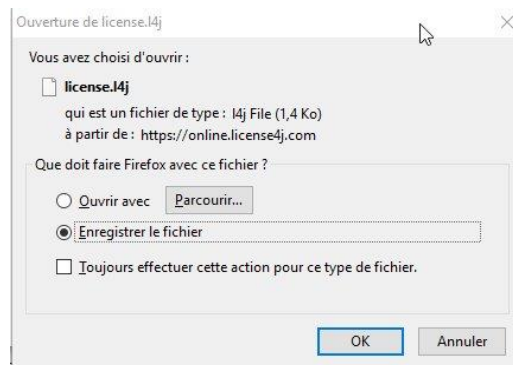 Ouverture de license.l4j
Vous avez choisi d'ouvrir :
license.l4j
qui est un fichier de type : l4j File (1,4 Ko)
à partir de : https://online.license4j.com
Que doit faire Firefox avec ce fichier ?
Ouvrir avec Parcourir...
Enregistrer le fichier
Toujours effectuer cette action pour ce type de fichier.
OK Annuler